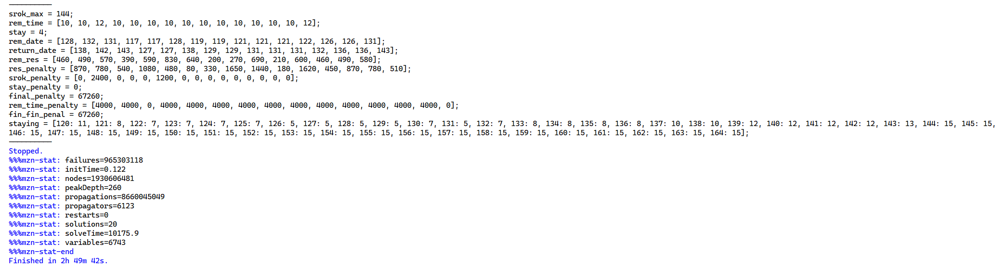 ----------
srok_max = 144;
rem_time = [10, 10, 12, 10, 10, 10, 10, 10, 10, 10, 10, 10, 10, 10, 12];
stay = 4;
rem_date = [128, 132, 131, 117, 117, 128, 119, 119, 121, 121, 121, 122, 126, 126, 131];
return_date = [138, 142, 143, 127, 127, 138, 129, 129, 131, 131, 131, 132, 136, 136, 143];
rem_res = [460, 490, 570, 390, 590, 830, 640, 200, 270, 690, 210, 600, 460, 490, 580];
res_penalty = [870, 780, 540, 1080, 480, 80, 330, 1650, 1440, 180, 1620, 450, 870, 780, 510];
srok_penalty = [0, 2400, 0, 0, 0, 1200, 0, 0, 0, 0, 0, 0, 0, 0, 0];
stay_penalty = 0;
final_penalty = 67260;
rem_time_penalty = [4000, 4000, 0, 4000, 4000, 4000, 4000, 4000, 4000, 4000, 4000, 4000, 4000, 4000, 0];
fin_fin_penal = 67260;
staying = [120: 11, 121: 8, 122: 7, 123: 7, 124: 7, 125: 7, 126: 5, 127: 5, 128: 5, 129: 5, 130: 7, 131: 5, 132: 7, 133: 8, 134: 8, 135: 8, 136: 8, 137: 10, 138: 10, 139: 12, 140: 12, 141: 12, 142: 12, 143: 13, 144: 15, 145: 15,
146: 15, 147: 15, 148: 15, 149: 15, 150: 15, 151: 15, 152: 15, 153: 15, 154: 15, 155: 15, 156: 15, 157: 15, 158: 15, 159: 15, 160: 15, 161: 15, 162: 15, 163: 15, 164: 15];
----------
Stopped.
%%%mzn-stat: failures=965303118
%%%mzn-stat: initTime=0.122
%%%mzn-stat: nodes=1930606481
%%%mzn-stat: peakDepth=260
%%%mzn-stat: propagations=8660045049
%%%mzn-stat: propagators=6123
%%%mzn-stat: restarts=0
%%%mzn-stat: solutions=20
%%%mzn-stat: solveTime=10175.9
%%%mzn-stat: variables=6743
%%%mzn-stat-end
Finished in 2h 49m 42s.